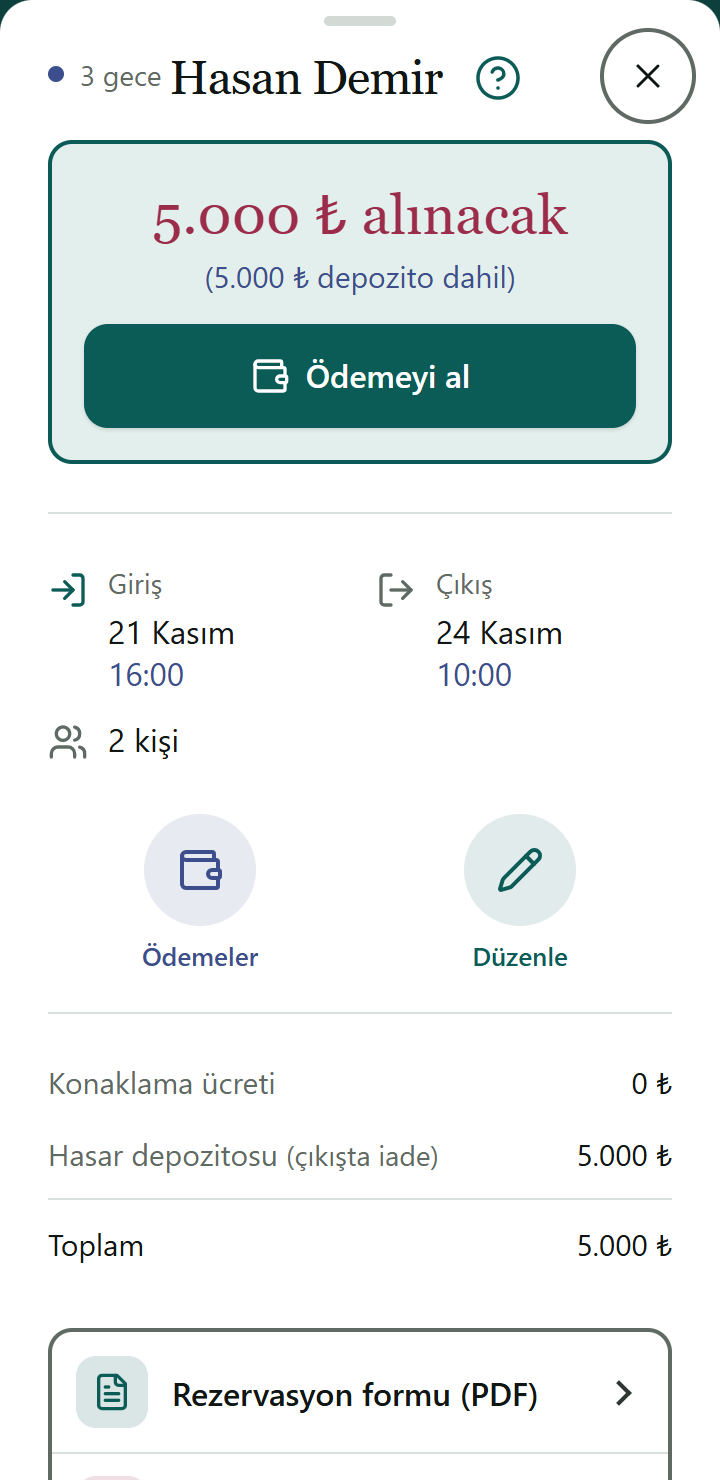 3 gece Hasan Demir
5.000 ₺ alınacak
(5.000 ₺ depozito dahil)
Ödemeyi al
Giriş
21 Kasım
16:00
Çıkış
24 Kasım
10:00
2 kişi
Ödemeler
Düzenle
Konaklama ücreti 0 ₺
Hasar depozitosu (çıkışta iade) 5.000 ₺
Toplam 5.000 ₺
Rezervasyon formu (PDF)